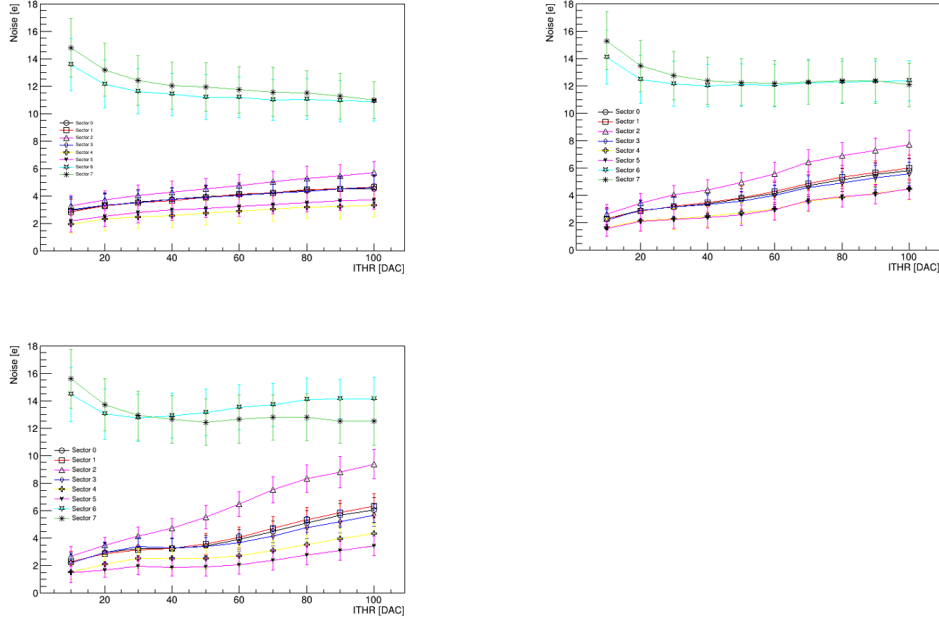 Noise [e]
18
16
14
12
10
8
6
4
2
0
Sector 0
Sector 1
Sector 2
Sector 3
Sector 4
Sector 5
Sector 6
Sector 7
20 40 60 80 100
ITHR [DAC]
Noise [e]
18
16
14
12
10
8
6
4
2
0
Sector 0
Sector 1
Sector 2
Sector 3
Sector 4
Sector 5
Sector 6
Sector 7
20 40 60 80 100
ITHR [DAC]
Noise [e]
18
16
14
12
10
8
6
4
2
0
Sector 0
Sector 1
Sector 2
Sector 3
Sector 4
Sector 5
Sector 6
Sector 7
20 40 60 80 100
ITHR [DAC]